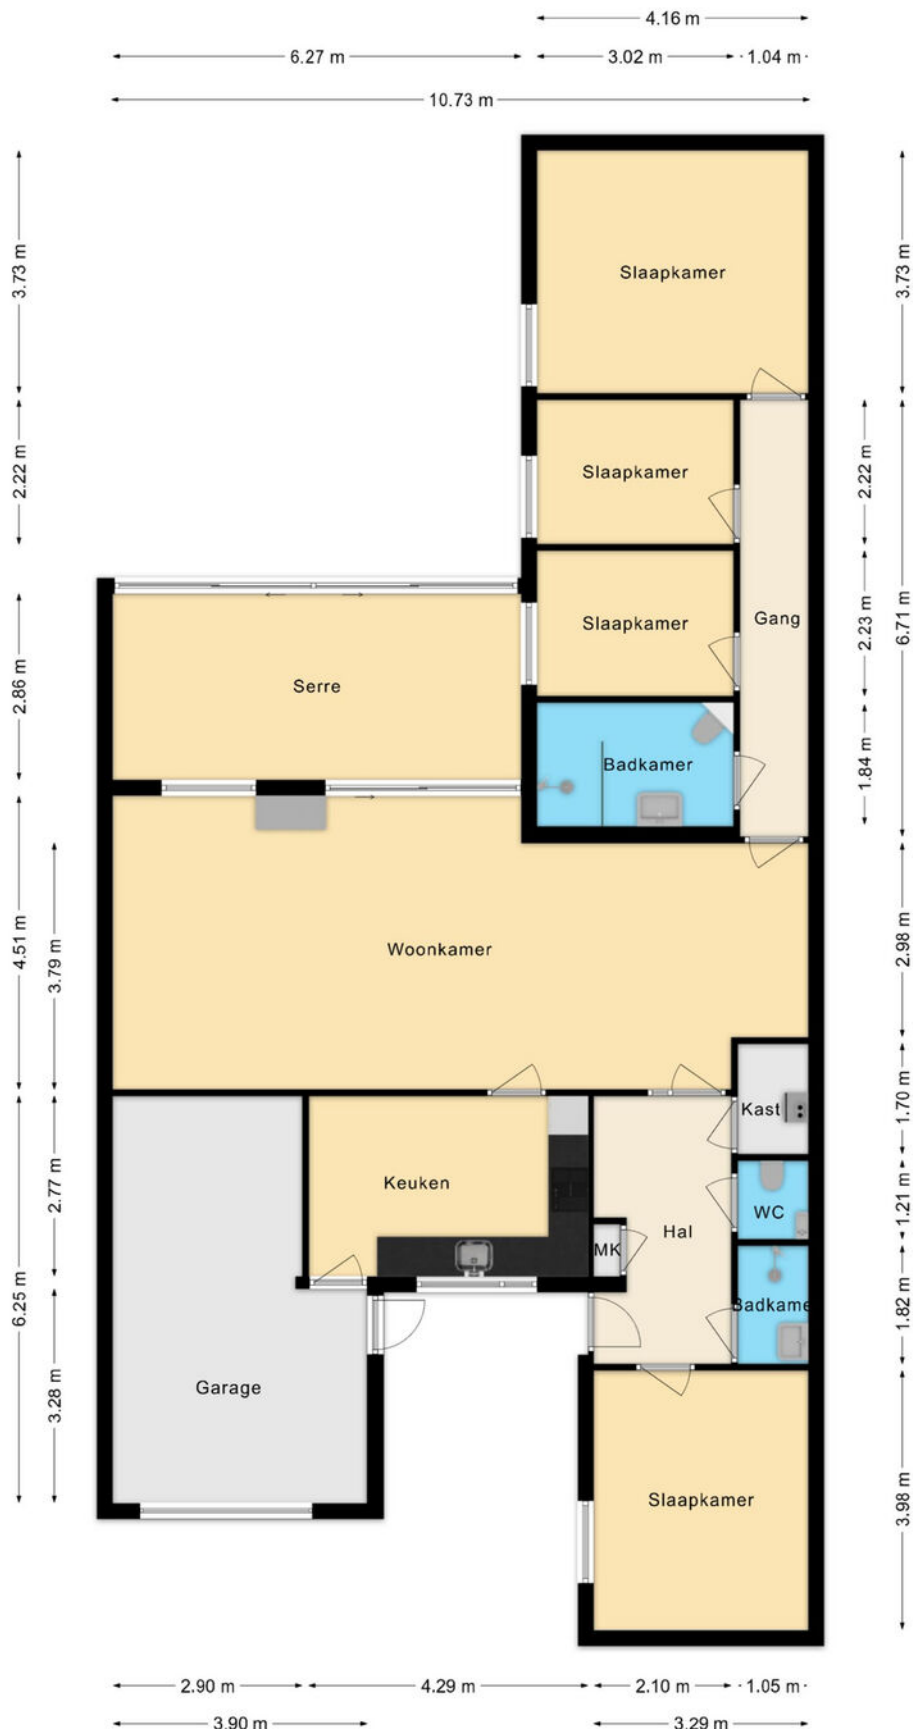 4.16 m
6.27 m
3.02 m
1.04 m
10.73 m
3.73 m
3.73 m
Slaapkamer
2.22 m
Slaapkamer
2.22 m
6.71 m
Slaapkamer
Gang
2.23 m
2.86 m
Serre
Badkamer
1.84 m
4.51 m
3.79 m
Woonkamer
2.98 m
1.70 m
Kast
6.25 m
2.77 m
Keuken
WC
1.21 m
Hal
MK
Badkame
1.82 m
3.28 m
Garage
Slaapkamer
3.98 m
2.90 m
4.29 m
2.10 m
1.05 m
3.90 m
3.29 m